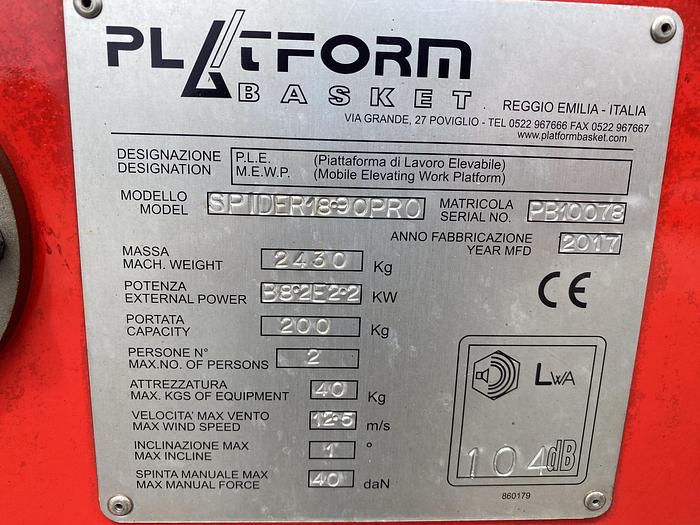 PLATFORM
BASKET
REGGIO EMILIA - ITALIA
VIA GRANDE, 27 POVIGLIO - TEL 0522 967666 FAX 0522 967667
www.platformbasket.com
DESIGNAZIONE P.L.E. (Piattaforma di Lavoro Elevabile)
DESIGNATION M.E.W.P. (Mobile Elevating Work Platform)
MODELLO
MODEL SPIDER18•90PRO MATRICOLA
SERIAL NO. PB10078
ANNO FABBRICAZIONE
YEAR MFD 2017
MASSA
MACH. WEIGHT 2430 Kg
POTENZA
EXTERNAL POWER B8•2E2•2 KW
PORTATA
CAPACITY 200 Kg
PERSONE N°
MAX.NO. OF PERSONS 2
ATTREZZATURA
MAX. KGS OF EQUIPMENT 40 Kg
VELOCITA' MAX VENTO
MAX WIND SPEED 12•5 m/s
INCLINAZIONE MAX
MAX INCLINE 1 °
SPINTA MANUALE MAX
MAX MANUAL FORCE 40 daN
CE
LWA
104dB
860179